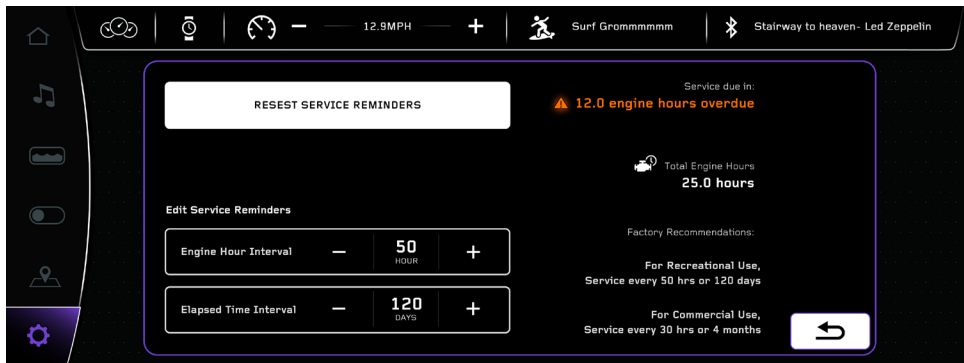 12.9MPH
Surf Grommmmmm
Stairway to heaven- Led Zeppelin
RESEST SERVICE REMINDERS
Service due in:
12.0 engine hours overdue
Total Engine Hours
25.0 hours
Edit Service Reminders
Engine Hour Interval
50
HOUR
Elapsed Time Interval
120
DAYS
Factory Recommendations:
For Recreational Use,
Service every 50 hrs or 120 days
For Commercial Use,
Service every 30 hrs or 4 months